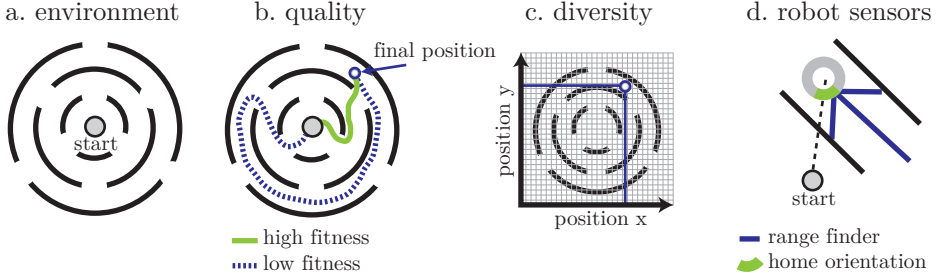 a. environment
b. quality
c. diversity
d. robot sensors
start
final position
high fitness
low fitness
position y
position x
start
range finder
home orientation